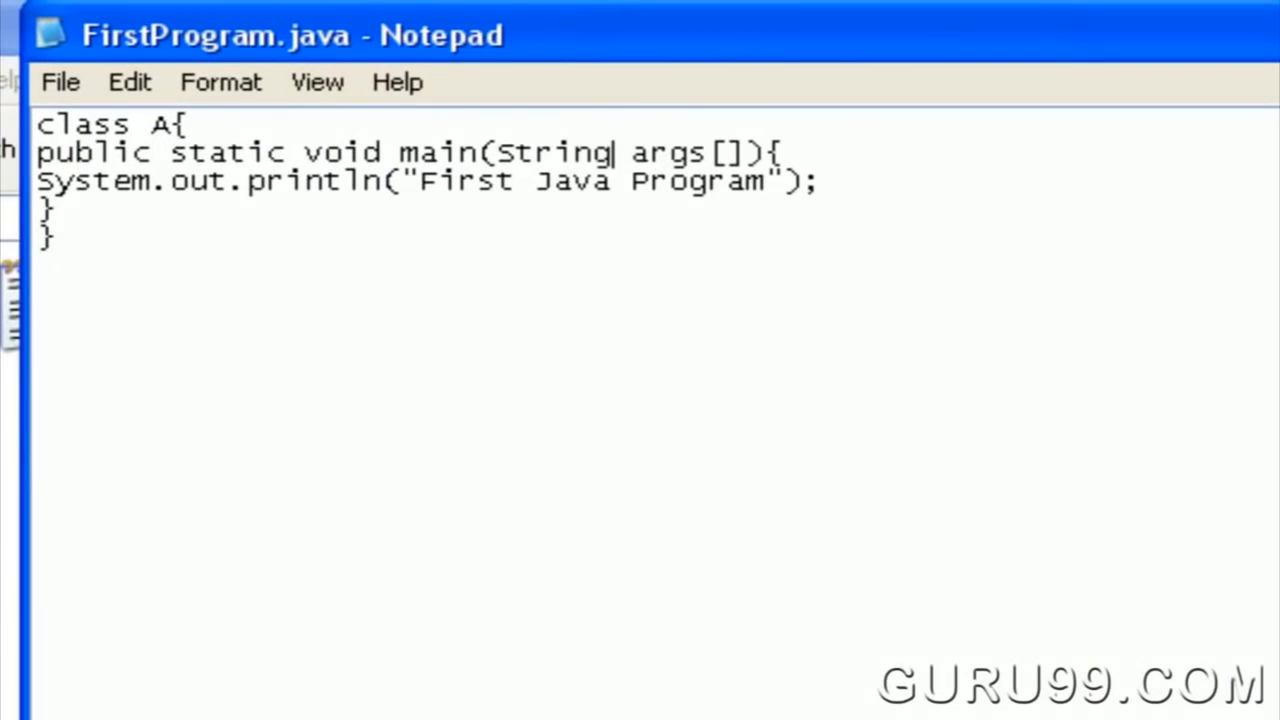 FirstProgram.java - Notepad
File Edit Format View Help
class A{
public static void main(String args[]){
System.out.println("First Java Program");
}
}
GURU99.COM